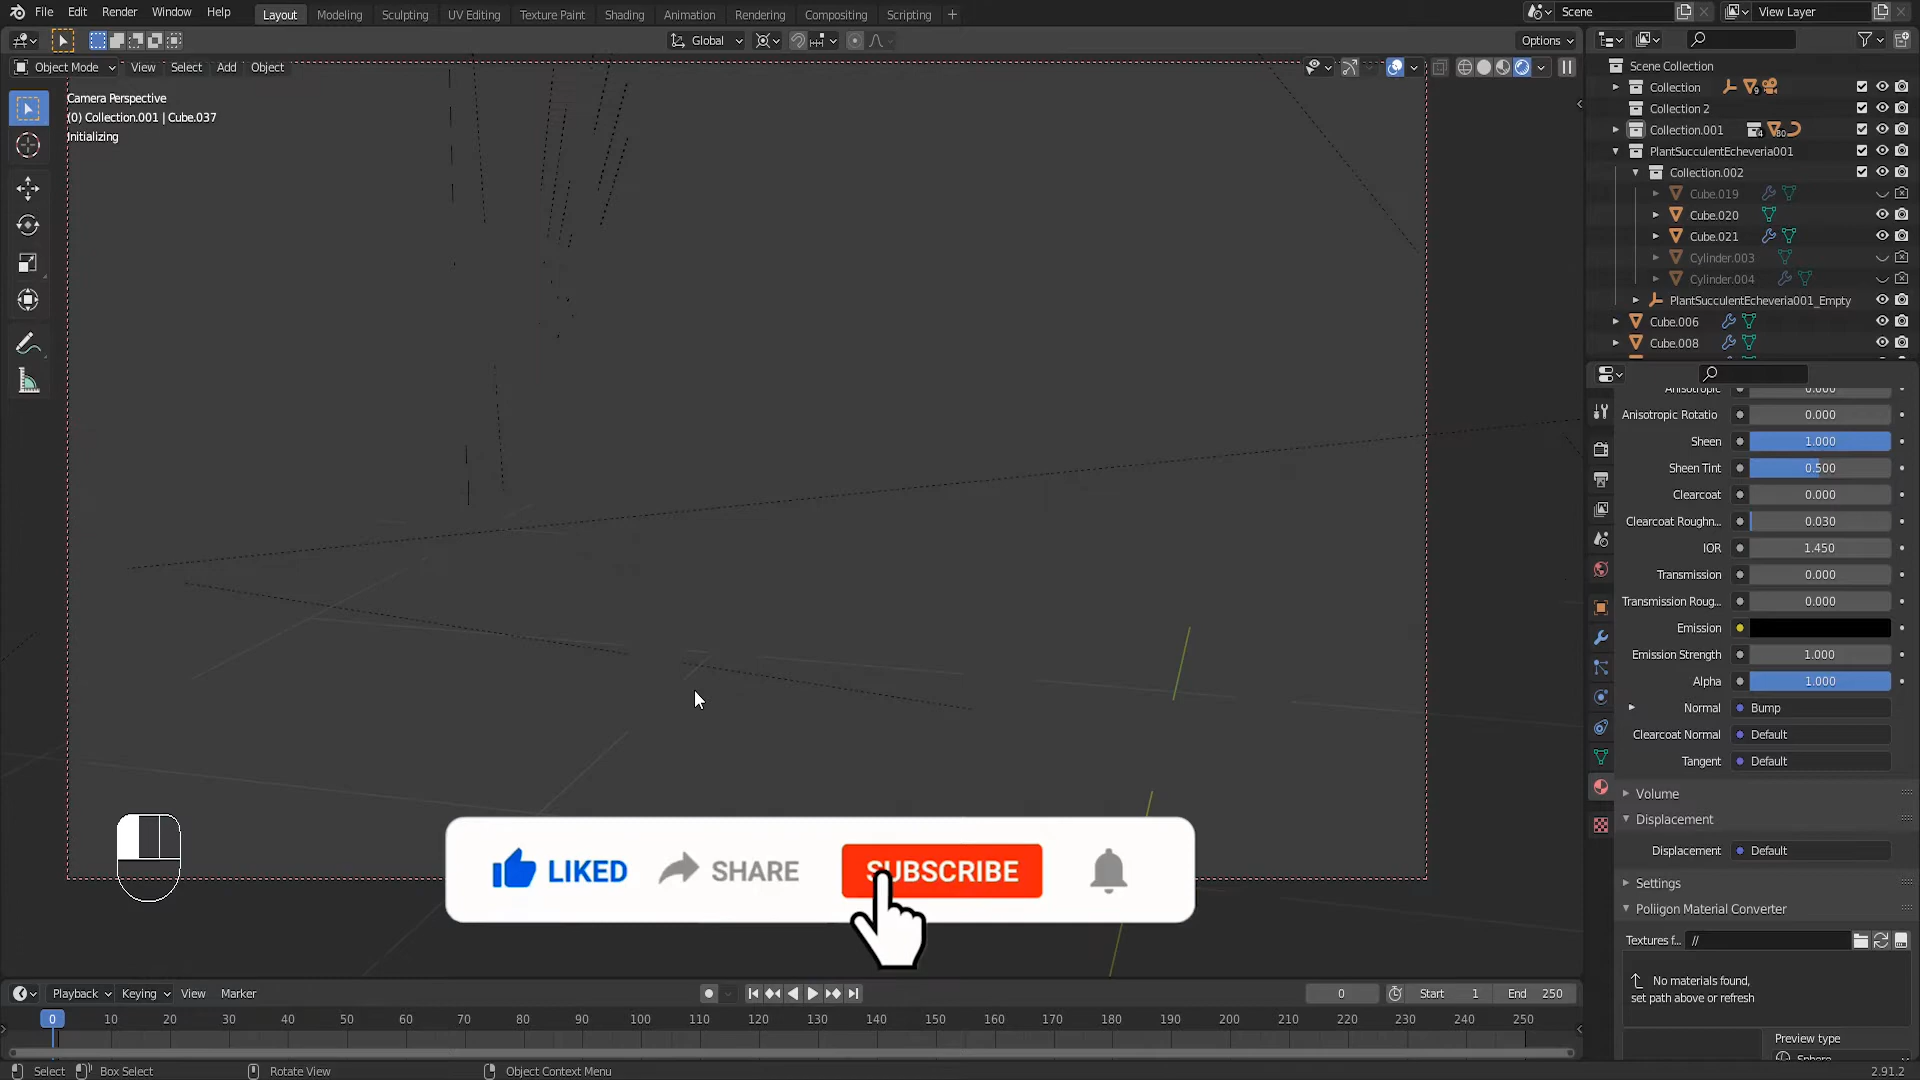 File Edit Render Window Help Layout Modeling Sculpting UV Editing Texture Paint Shading Animation Rendering Compositing Scripting + Scene View Layer
Global Options
Object Mode View Select Add Object
Camera Perspective
(0) Collection.001 | Cube.037
Initializing
Scene Collection
Collection 9
Collection 2
Collection.001 4 80
PlantSucculentEcheveria001
Collection.002
Cube.019
Cube.020
Cube.021
Cylinder.003
Cylinder.004
PlantSucculentEcheveria001_Empty
Cube.006
Cube.008
Anisotropic 0.000
Anisotropic Rotatio 0.000
Sheen 1.000
Sheen Tint 0.500
Clearcoat 0.000
Clearcoat Roughn... 0.030
IOR 1.450
Transmission 0.000
Transmission Roug... 0.000
Emission
Emission Strength 1.000
Alpha 1.000
Normal Bump
Clearcoat Normal Default
Tangent Default
Volume
Displacement
Displacement Default
Settings
Poliigon Material Converter
Textures f... //
No materials found,
set path above or refresh
Preview type
Sphere
LIKED SHARE SUBSCRIBE
Playback Keying View Marker 0 Start 1 End 250
0 10 20 30 40 50 60 70 80 90 100 110 120 130 140 150 160 170 180 190 200 210 220 230 240 250
Select Box Select Rotate View Object Context Menu 2.91.2